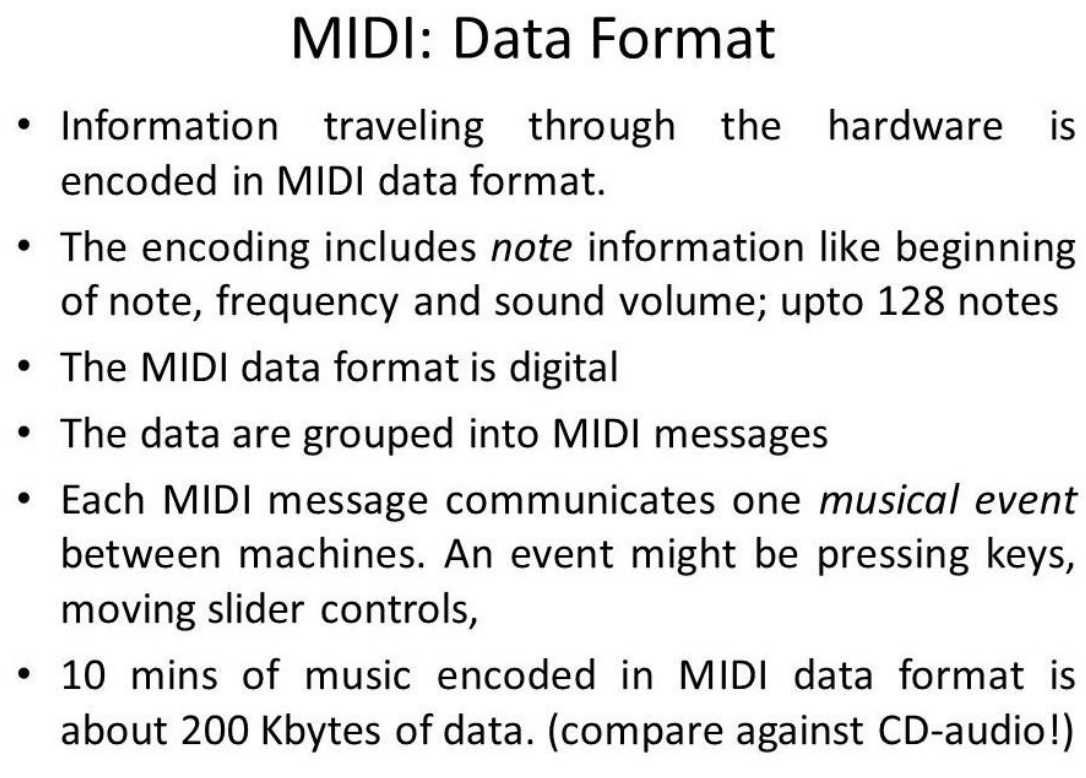 MIDI: Data Format
• Information traveling through the hardware is
encoded in MIDI data format.
• The encoding includes note information like beginning
of note, frequency and sound volume; upto 128 notes
• The MIDI data format is digital
• The data are grouped into MIDI messages
• Each MIDI message communicates one musical event
between machines. An event might be pressing keys,
moving slider controls,
• 10 mins of music encoded in MIDI data format is
about 200 Kbytes of data. (compare against CD-audio!)